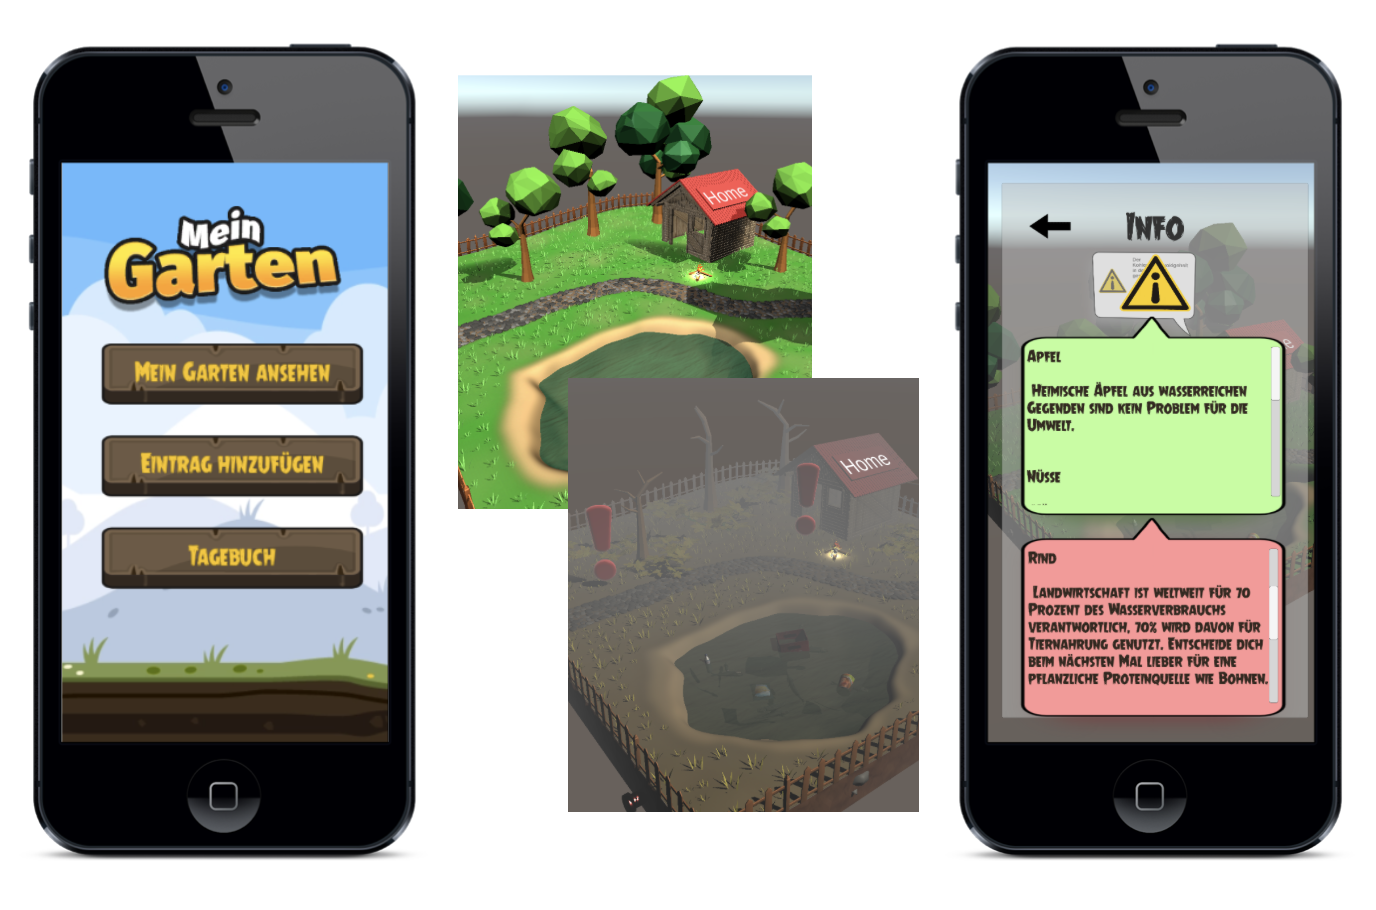 Mein
Garten
Mein Garten ansehen
Eintrag hinzufügen
Tagebuch
Home
Home
Info
Die
Apfel
Heimische Äpfel aus wasserreichen
Gegenden sind kein Problem für die
Umwelt.
Nüsse
Rind
Landwirtschaft ist weltweit für 70
Prozent des Wasserverbrauchs
verantwortlich, 70% wird davon für
Tiernahrung genutzt. Entscheide dich
beim nächsten Mal lieber für eine
pflanzliche Proteinquelle wie Bohnen.